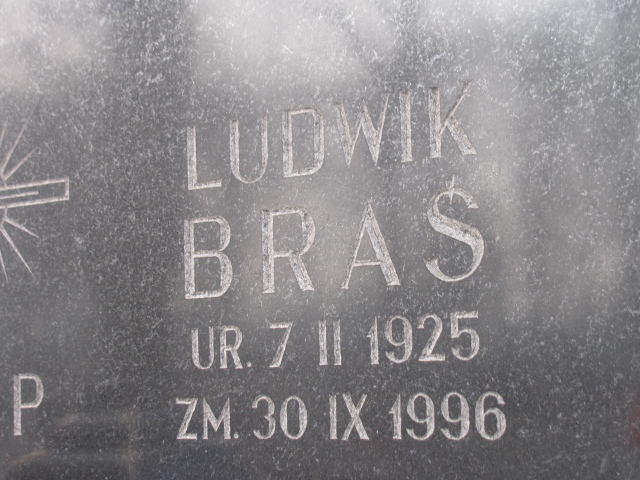 LUDWIK
BRAŚ
UR. 7 II 1925
P
ZM. 30 IX 1996